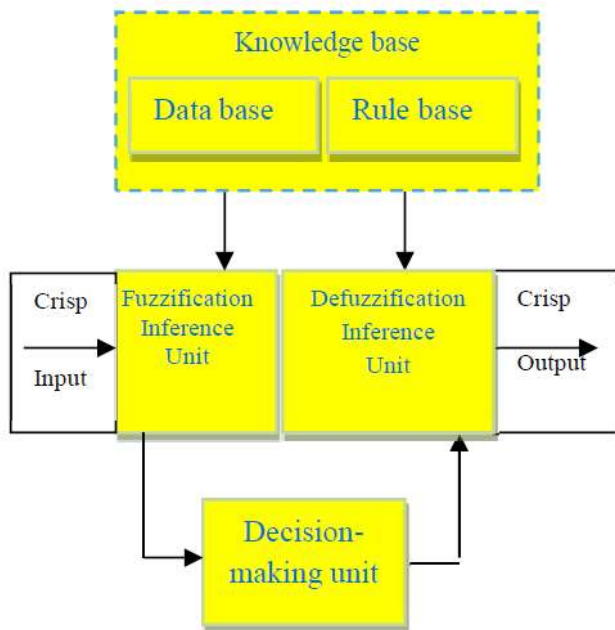 Knowledge base
Data base
Rule base
Crisp
Input
Fuzzification
Inference
Unit
Defuzzification
Inference
Unit
Crisp
Output
Decision-
making unit